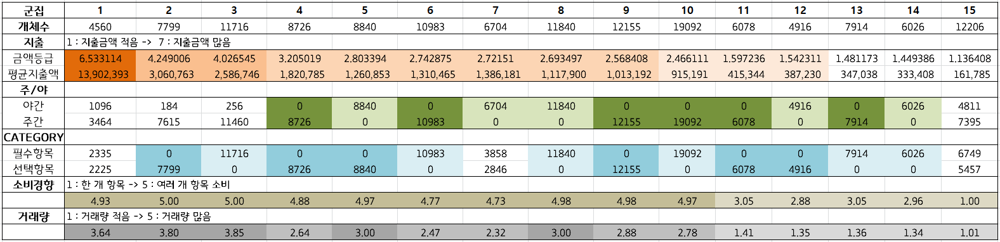 군집 1 2 3 4 5 6 7 8 9 10 11 12 13 14 15
개체수 4560 7799 11716 8726 8840 10983 6704 11840 12155 19092 6078 4916 7914 6026 12206
지출 1 : 지출금액 적음 -> 7 : 지출금액 많음
금액등급 6.533114 4.249006 4.026545 3.205019 2.803394 2.742875 2.72151 2.693497 2.568408 2.466111 1.597236 1.542311 1.481173 1.449386 1.136408
평균지출액 13,902,393 3,060,763 2,586,746 1,820,785 1,260,853 1,310,465 1,386,181 1,117,900 1,013,192 915,191 415,344 387,230 347,038 333,408 161,785
주/야
야간 1096 184 256 0 8840 0 6704 11840 0 0 0 4916 0 6026 4811
주간 3464 7615 11460 8726 0 10983 0 0 12155 19092 6078 0 7914 0 7395
CATEGORY
필수항목 2335 0 11716 0 0 10983 3858 11840 0 19092 0 0 7914 6026 6749
선택항목 2225 7799 0 8726 8840 0 2846 0 12155 0 6078 4916 0 0 5457
소비경향 1 : 한 개 항목 -> 5 : 여러 개 항목 소비
4.93 5.00 5.00 4.88 4.97 4.77 4.73 4.98 4.98 4.97 3.05 2.88 3.05 2.96 1.00
거래량 1 : 거래량 적음 -> 5 : 거래량 많음
3.64 3.80 3.85 2.64 3.00 2.47 2.32 3.00 2.88 2.78 1.41 1.35 1.36 1.34 1.01